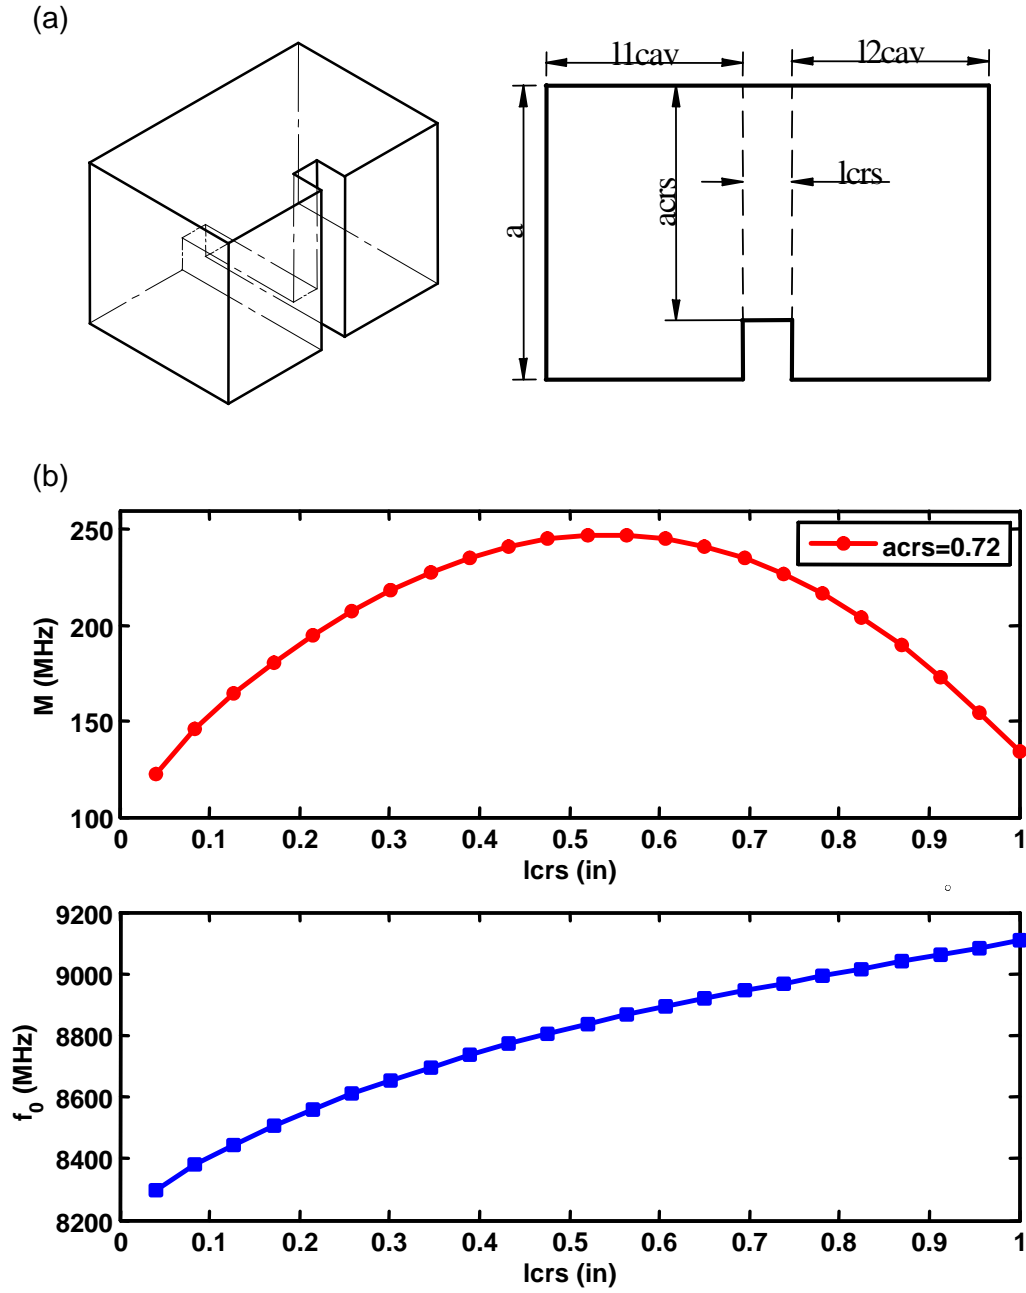 (a)
l1cav
l2cav
a
acrs
lcrs
(b)
M (MHz)
250
200
150
100
acrs=0.72
0 0.1 0.2 0.3 0.4 0.5 0.6 0.7 0.8 0.9 1
lcrs (in)
f0 (MHz)
9200
9000
8800
8600
8400
8200
0 0.1 0.2 0.3 0.4 0.5 0.6 0.7 0.8 0.9 1
lcrs (in)